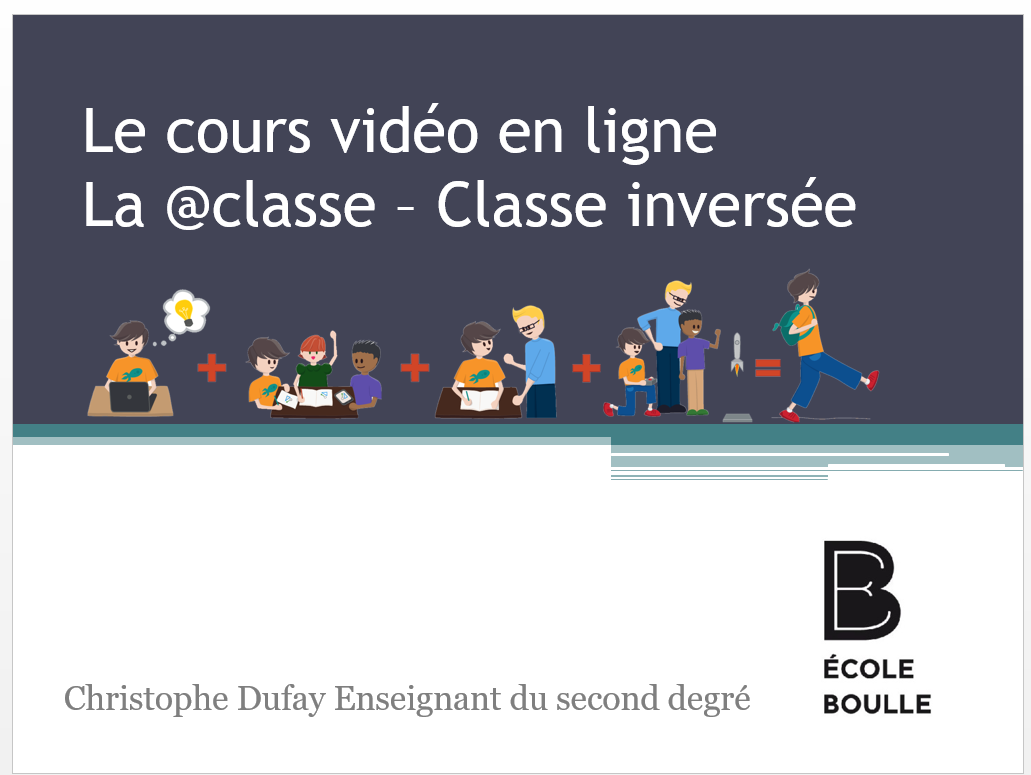 Le cours vidéo en ligne
La @classe – Classe inversée
B
ÉCOLE
BOULLE
Christophe Dufay Enseignant du second degré